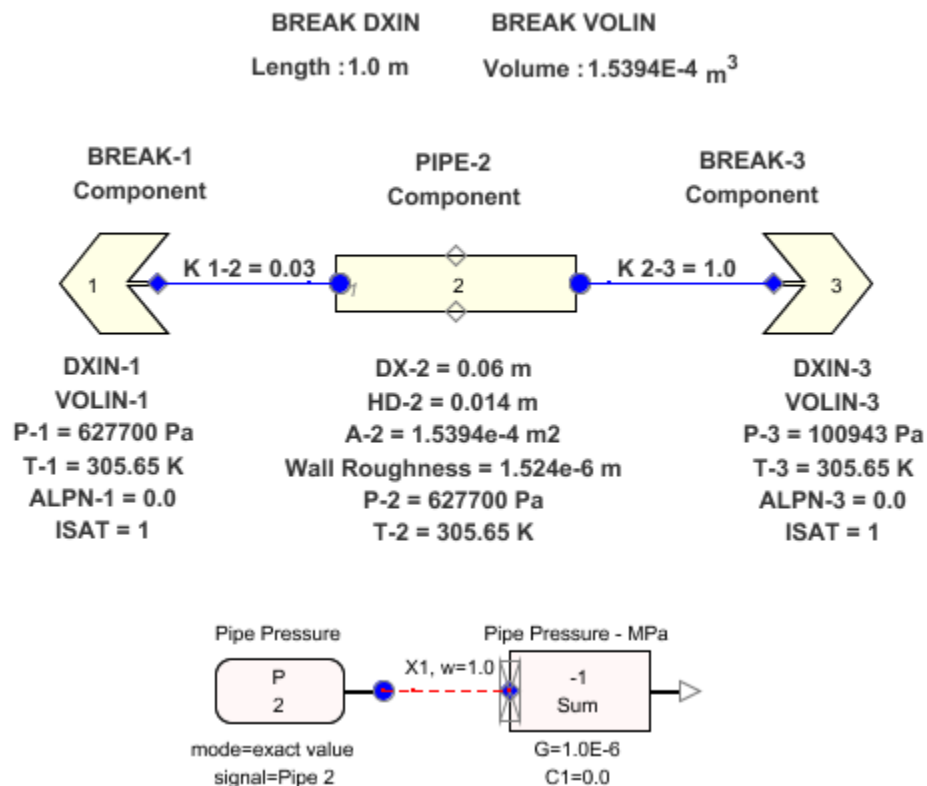 BREAK DXIN BREAK VOLIN
Length :1.0 m Volume :1.5394E-4 m3
BREAK-1 PIPE-2 BREAK-3
Component Component Component
K 1-2 = 0.03 K 2-3 = 1.0
1 1 2 3
DXIN-1 DX-2 = 0.06 m DXIN-3
VOLIN-1 HD-2 = 0.014 m VOLIN-3
P-1 = 627700 Pa A-2 = 1.5394e-4 m2 P-3 = 100943 Pa
T-1 = 305.65 K Wall Roughness = 1.524e-6 m T-3 = 305.65 K
ALPN-1 = 0.0 P-2 = 627700 Pa ALPN-3 = 0.0
ISAT = 1 T-2 = 305.65 K ISAT = 1
Pipe Pressure Pipe Pressure - MPa
P X1, w=1.0 -1
2 Sum
mode=exact value G=1.0E-6
signal=Pipe 2 C1=0.0